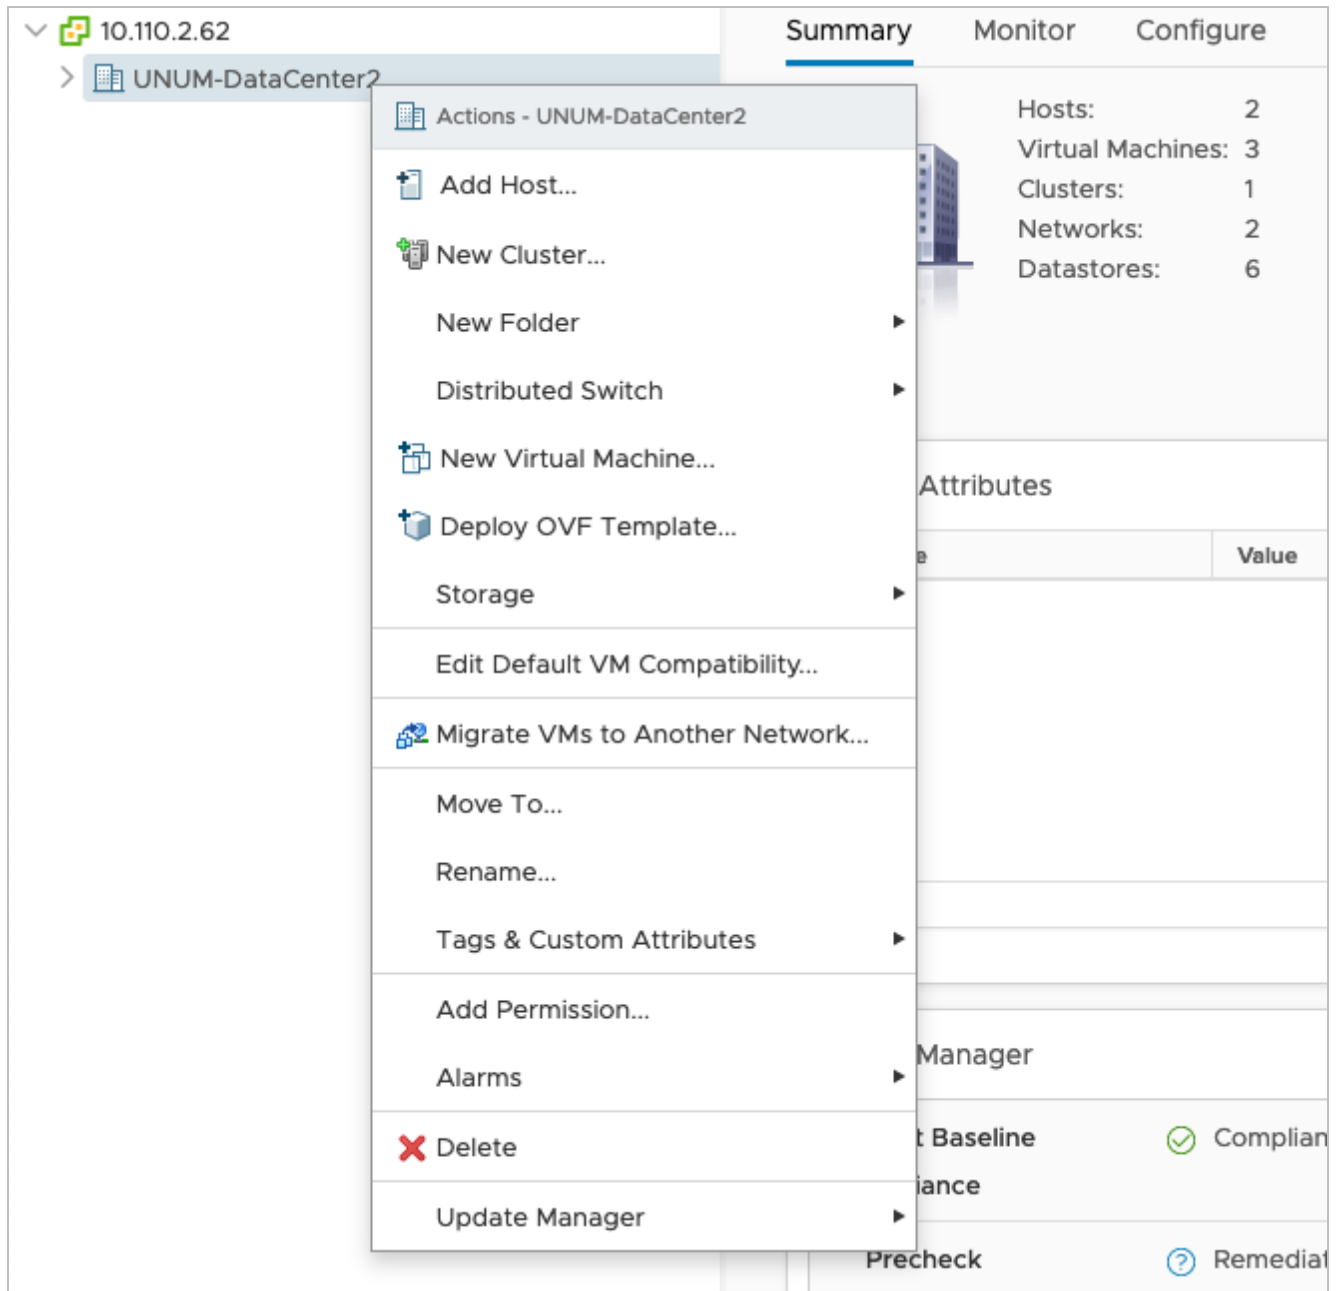 10.110.2.62
UNUM-DataCenter2
Summary Monitor Configure
Hosts: 2
Virtual Machines: 3
Clusters: 1
Networks: 2
Datastores: 6
Actions - UNUM-DataCenter2
Add Host...
New Cluster...
New Folder
Distributed Switch
New Virtual Machine...
Deploy OVF Template...
Storage
Edit Default VM Compatibility...
Migrate VMs to Another Network...
Move To...
Rename...
Tags & Custom Attributes
Add Permission...
Alarms
Delete
Update Manager
Attributes
Value
Manager
Baseline
Complian
iance
Precheck
Remedia